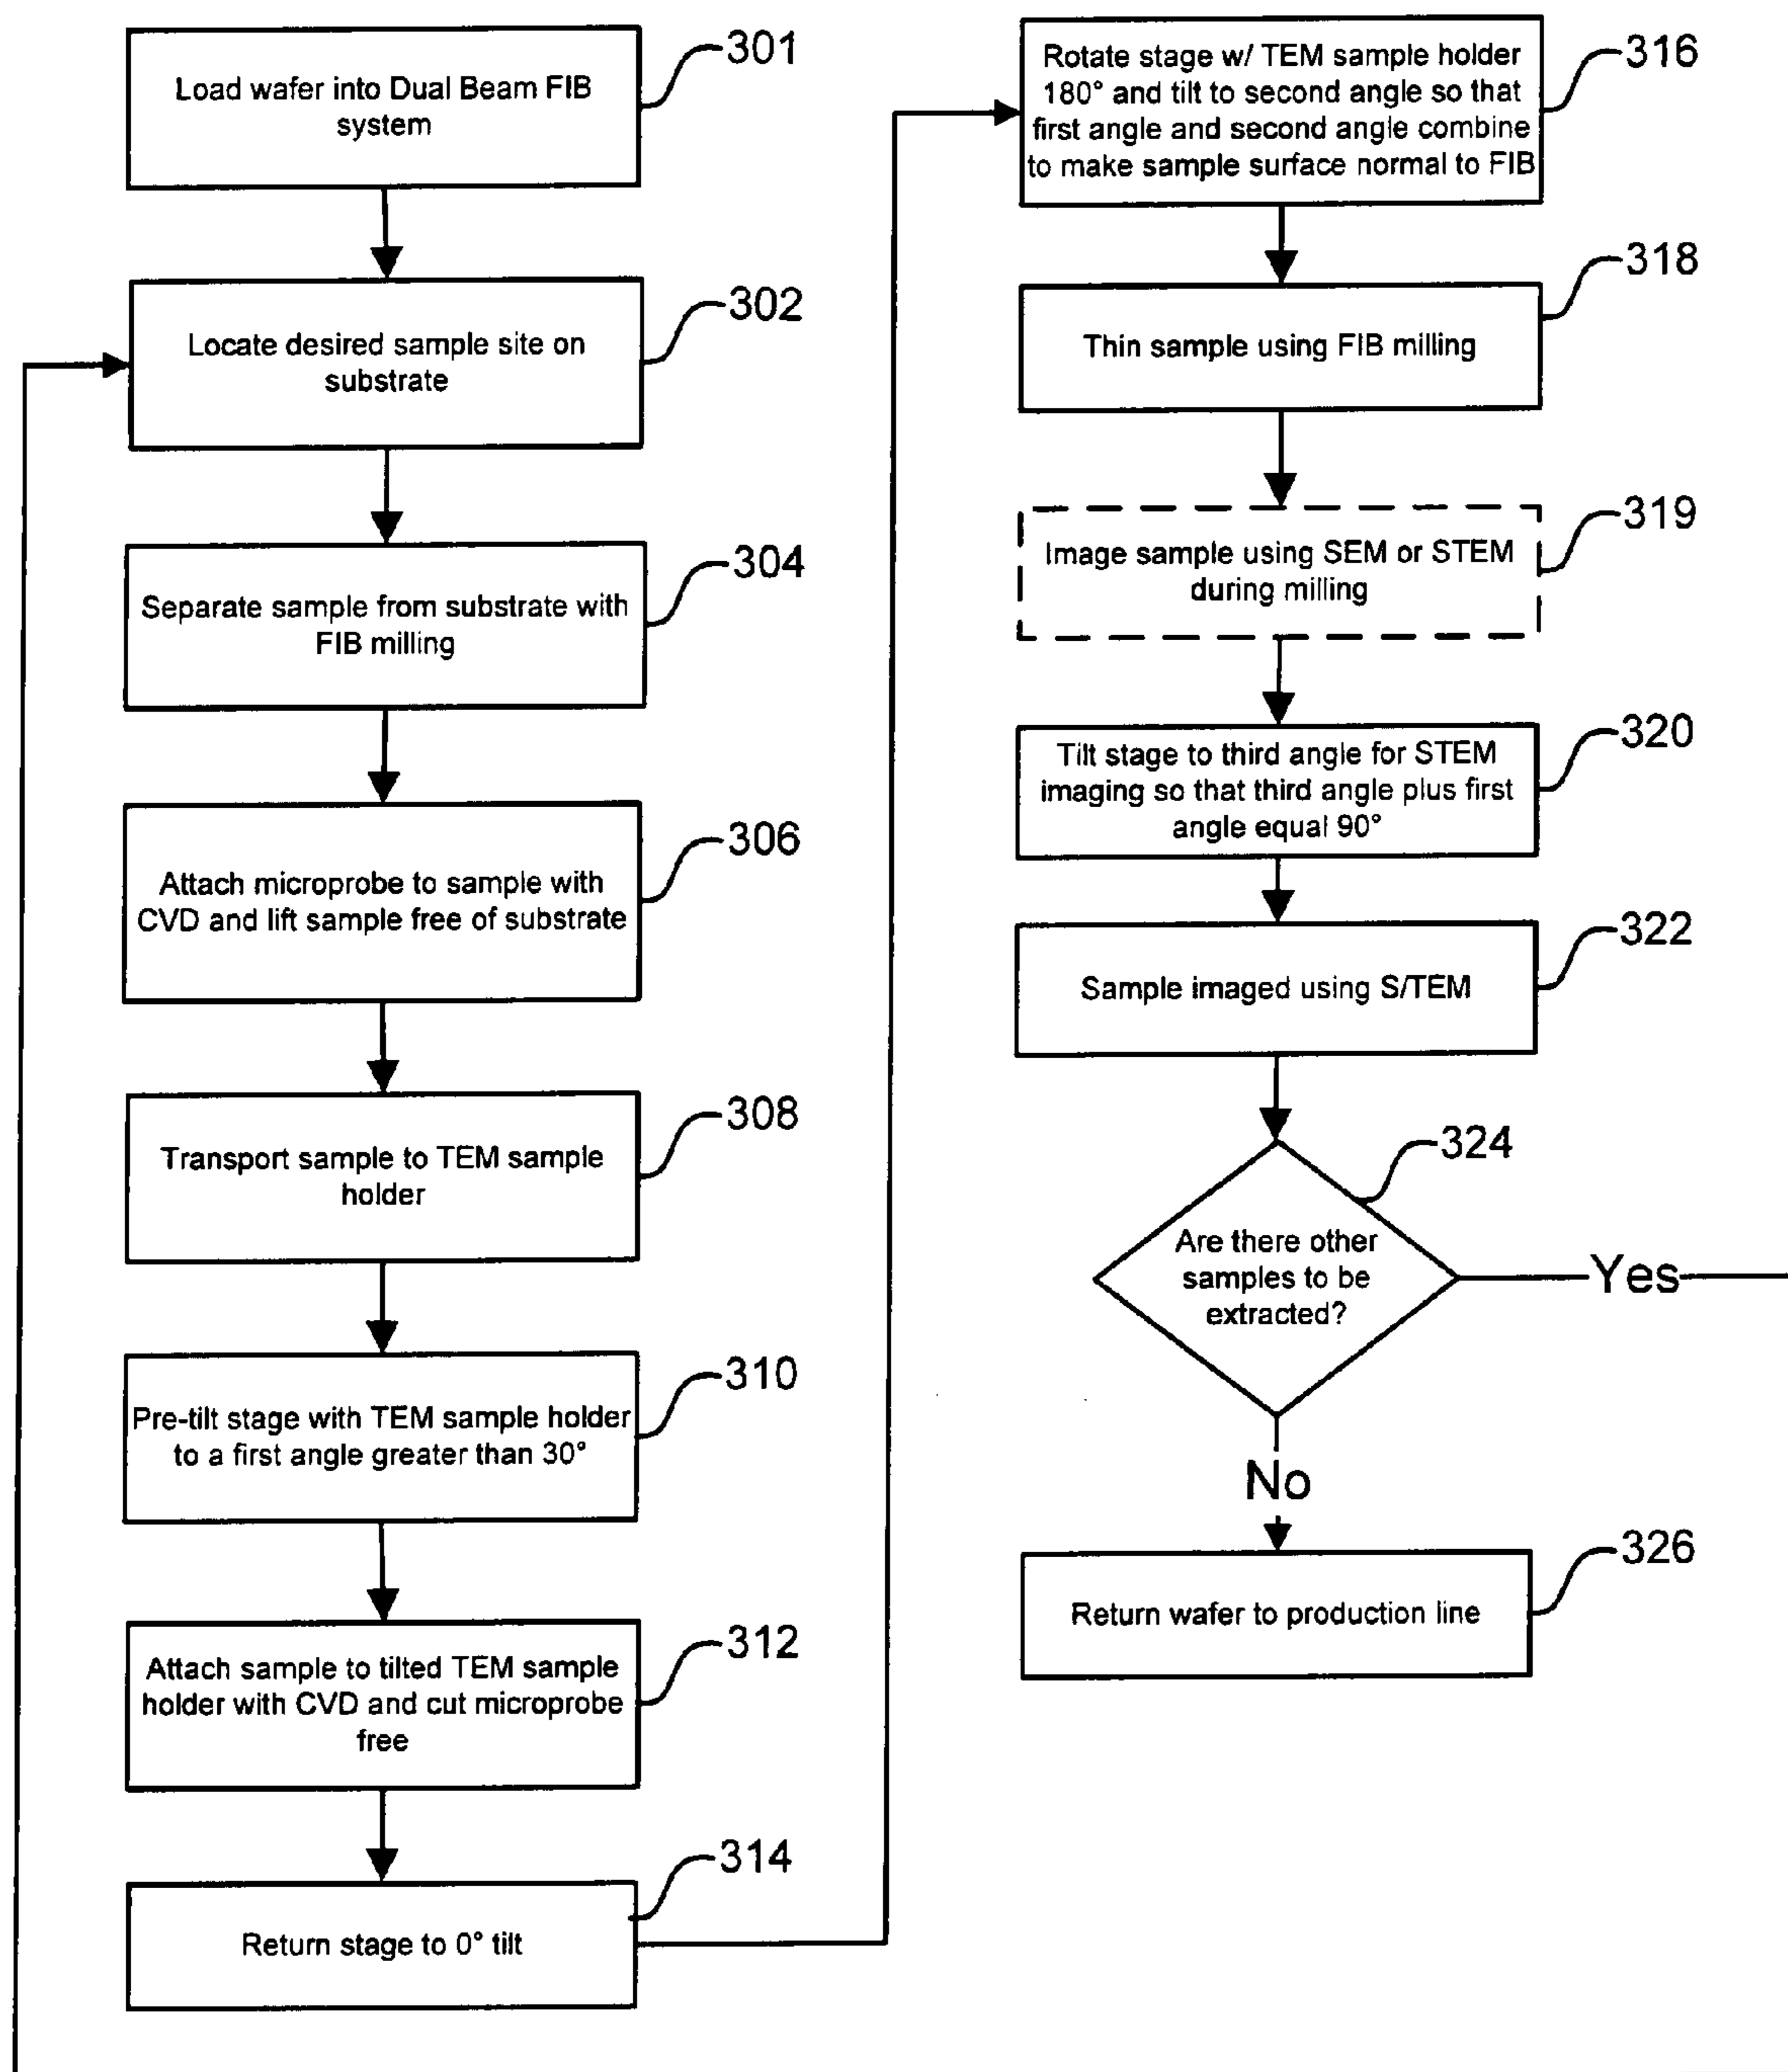 301
Load wafer into Dual Beam FIB
system
302
Locate desired sample site on
substrate
304
Separate sample from substrate with
FIB milling
306
Attach microprobe to sample with
CVD and lift sample free of substrate
308
Transport sample to TEM sample
holder
310
Pre-tilt stage with TEM sample holder
to a first angle greater than 30°
312
Attach sample to tilted TEM sample
holder with CVD and cut microprobe
free
314
Return stage to 0° tilt
316
Rotate stage w/ TEM sample holder
180° and tilt to second angle so that
first angle and second angle combine
to make sample surface normal to FIB
318
Thin sample using FIB milling
319
Image sample using SEM or STEM
during milling
320
Tilt stage to third angle for STEM
imaging so that third angle plus first
angle equal 90°
322
Sample imaged using S/TEM
324
Are there other
samples to be
extracted?
Yes
No
326
Return wafer to production line